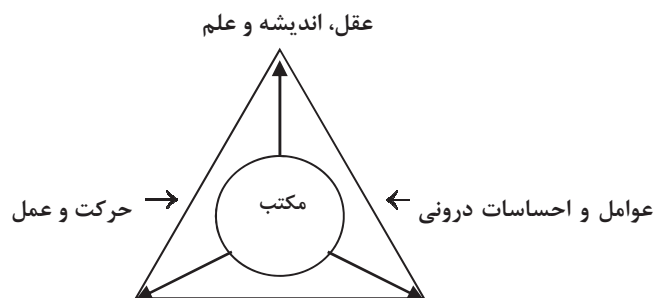 عقل، اندیشه و علم
مکتب
عوامل و احساسات درونی
حرکت و عمل